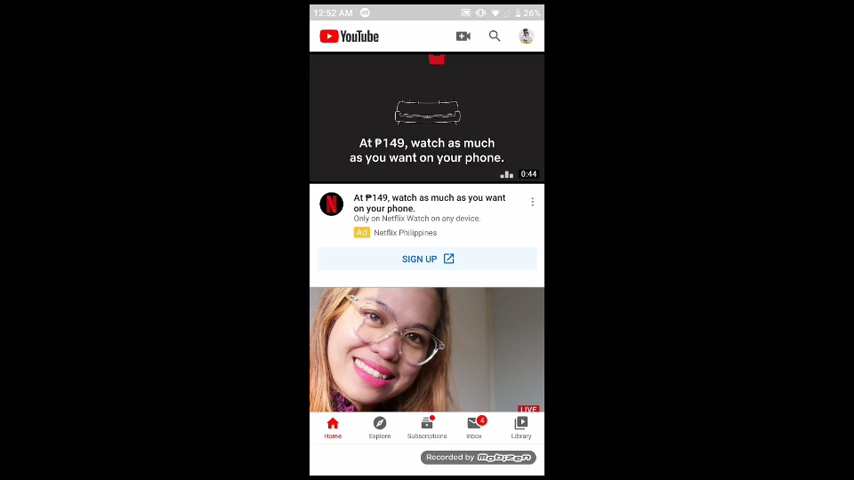 12:52 AM
26%
YouTube
At ₱149, watch as much
as you want on your phone.
0:44
N
At ₱149, watch as much as you want
on your phone.
Only on Netflix Watch on any device.
Ad Netflix Philippines
SIGN UP
LIVE
4
Home Explore Subscriptions Inbox Library
Recorded by mobizen